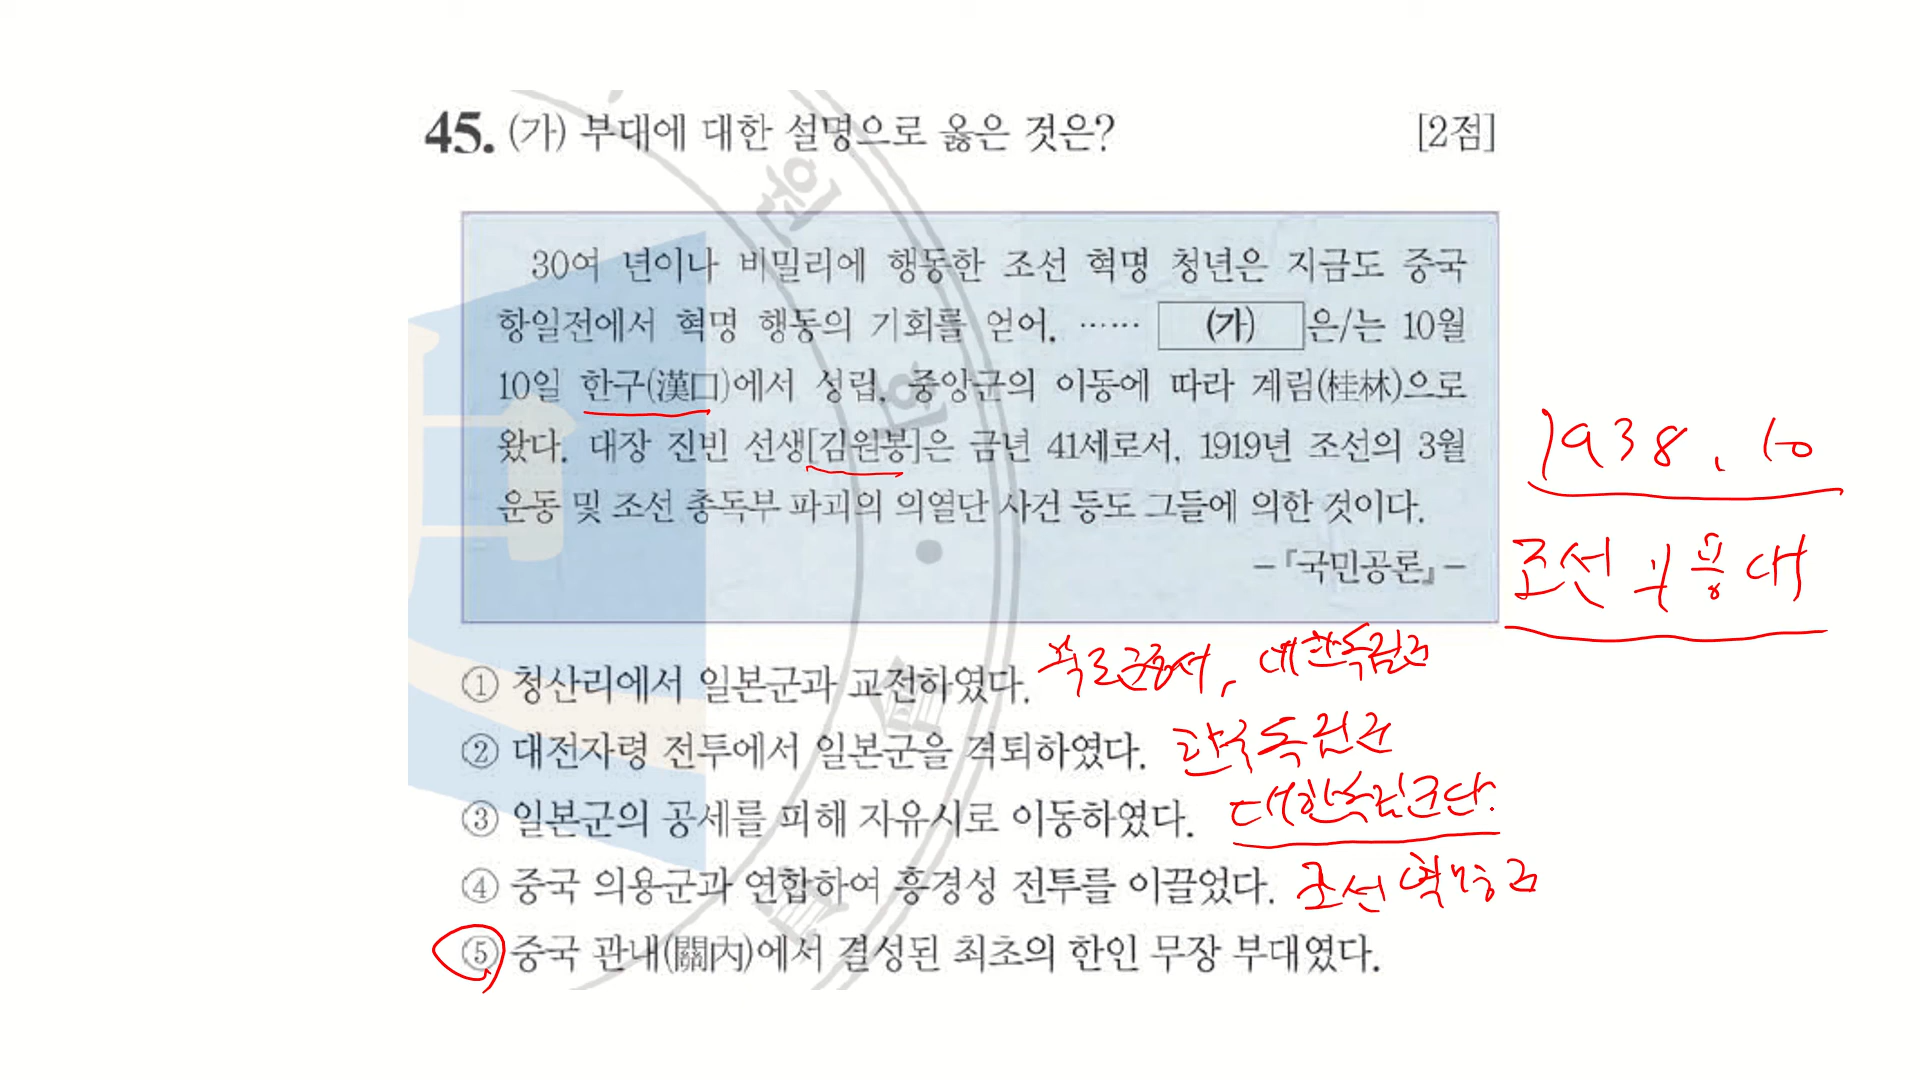 45. (가) 부대에 대한 설명으로 옳은 것은? [2점]
30여 년이나 비밀리에 행동한 조선 혁명 청년은 지금도 중국
항일전에서 혁명 행동의 기회를 얻어, …… (가) 은/는 10월
10일 한구(漢口)에서 성립, 중앙군의 이동에 따라 계림(桂林)으로
왔다. 대장 진빈 선생[김원봉]은 금년 41세로서, 1919년 조선의 3월
운동 및 조선 총독부 파괴의 의열단 사건 등도 그들에 의한 것이다.
-『국민공론』-
1938. 10
조선
① 청산리에서 일본군과 교전하였다.
대한독립군
② 대전자령 전투에서 일본군을 격퇴하였다. 한국독립군
③ 일본군의 공세를 피해 자유시로 이동하였다. 대한독립군단.
④ 중국 의용군과 연합하여 흥경성 전투를 이끌었다. 조선혁명군
⑤ 중국 관내(關內)에서 결성된 최초의 한인 무장 부대였다.